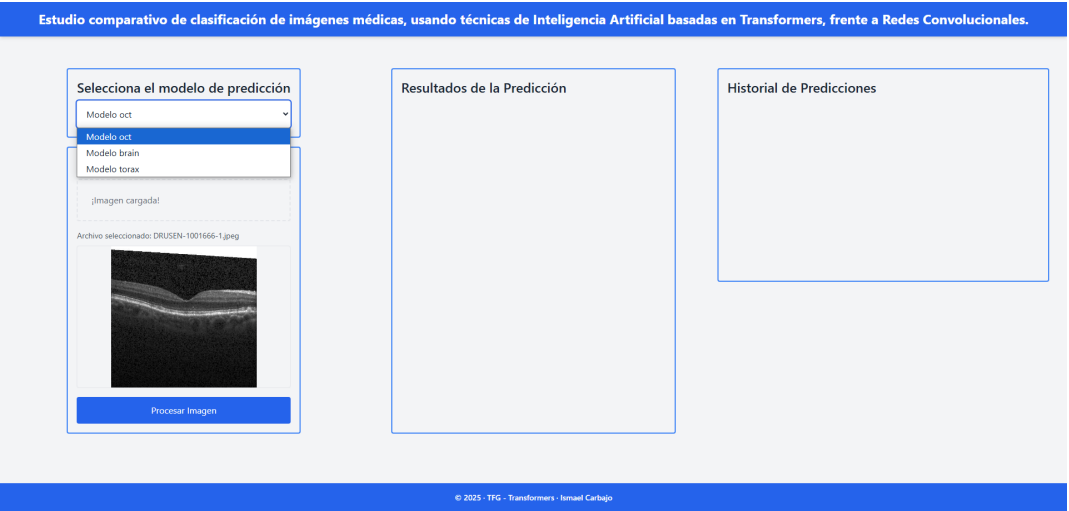 Estudio comparativo de clasificación de imágenes médicas, usando técnicas de Inteligencia Artificial basadas en Transformers, frente a Redes Convolucionales.
Selecciona el modelo de predicción
Modelo oct
Modelo oct
Modelo brain
Modelo torax
¡Imagen cargada!
Archivo seleccionado: DRUSEN-1001666-1.jpeg
Procesar Imagen
Resultados de la Predicción
Historial de Predicciones
© 2025 - TFG - Transformers - Ismael Carbajo